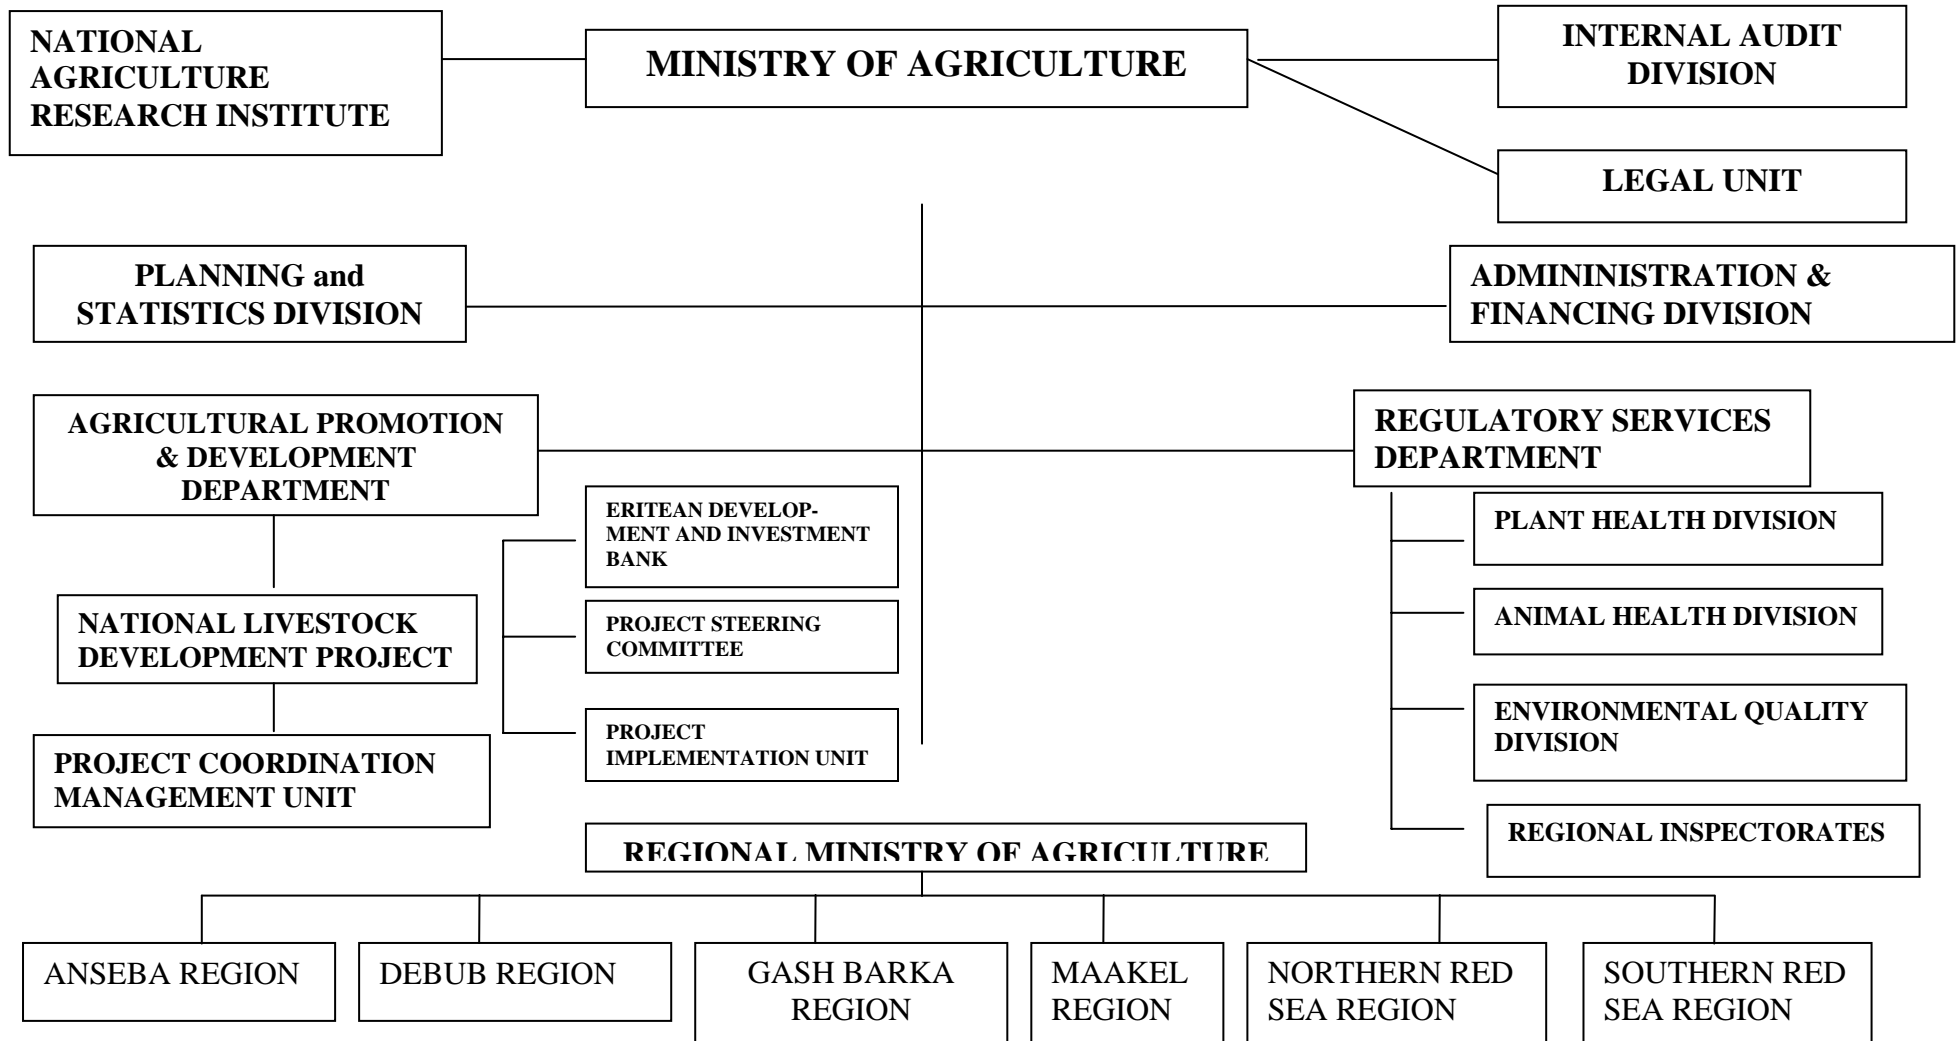 NATIONAL
AGRICULTURE
RESEARCH INSTITUTE
MINISTRY OF AGRICULTURE
INTERNAL AUDIT
DIVISION
LEGAL UNIT
PLANNING and
STATISTICS DIVISION
ADMININISTRATION &
FINANCING DIVISION
AGRICULTURAL PROMOTION
& DEVELOPMENT
DEPARTMENT
REGULATORY SERVICES
DEPARTMENT
ERITEAN DEVELOP-
MENT AND INVESTMENT
BANK
PLANT HEALTH DIVISION
NATIONAL LIVESTOCK
DEVELOPMENT PROJECT
PROJECT STEERING
COMMITTEE
ANIMAL HEALTH DIVISION
PROJECT COORDINATION
MANAGEMENT UNIT
PROJECT
IMPLEMENTATION UNIT
ENVIRONMENTAL QUALITY
DIVISION
REGIONAL INSPECTORATES
REGIONAL MINISTRY OF AGRICULTURE
ANSEBA REGION
DEBUB REGION
GASH BARKA
REGION
MAAKEL
REGION
NORTHERN RED
SEA REGION
SOUTHERN RED
SEA REGION